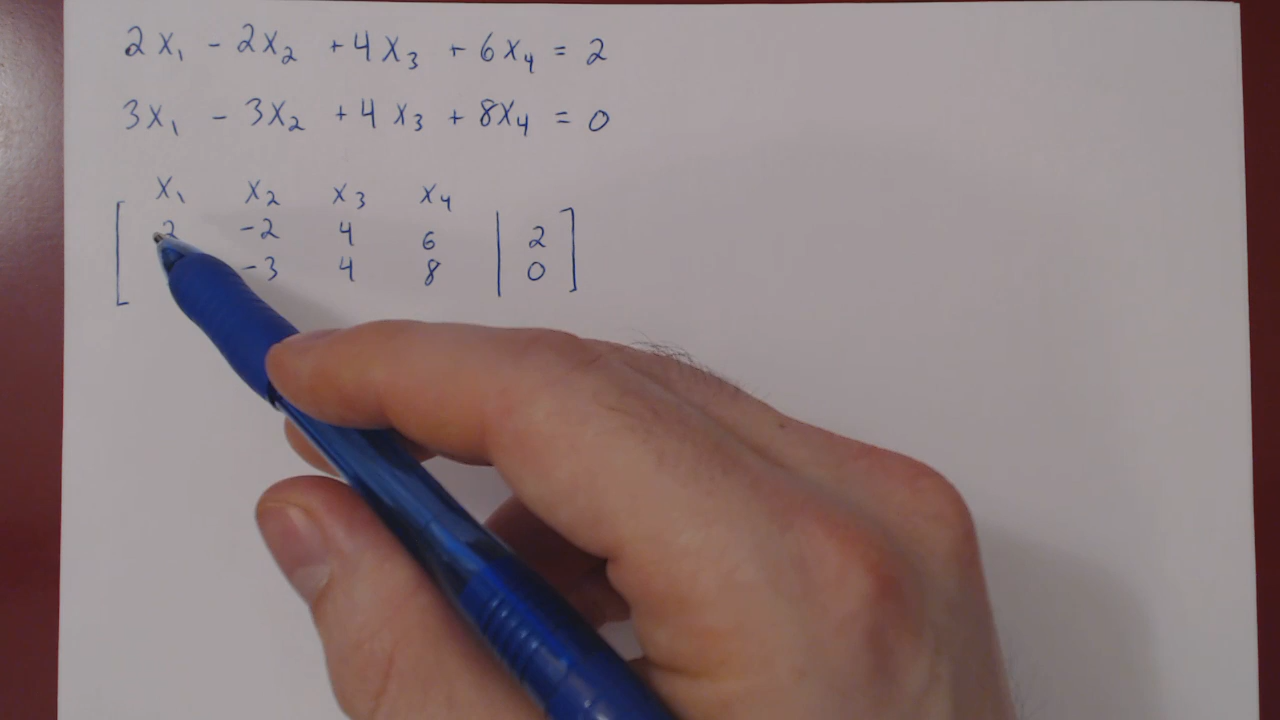 2x₁ - 2x₂ + 4x₃ + 6x₄ = 2
3x₁ - 3x₂ + 4x₃ + 8x₄ = 0
x₁ x₂ x₃ x₄
[ 2 -2 4 6 | 2 ]
-3 4 8 | 0